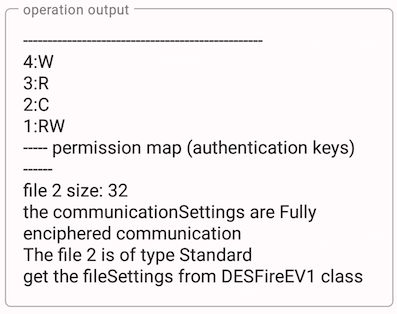 operation output
--------------------------------------------------
4:W
3:R
2:C
1:RW
----- permission map (authentication keys)
------
file 2 size: 32
the communicationSettings are Fully
enciphered communication
The file 2 is of type Standard
get the fileSettings from DESFireEV1 class